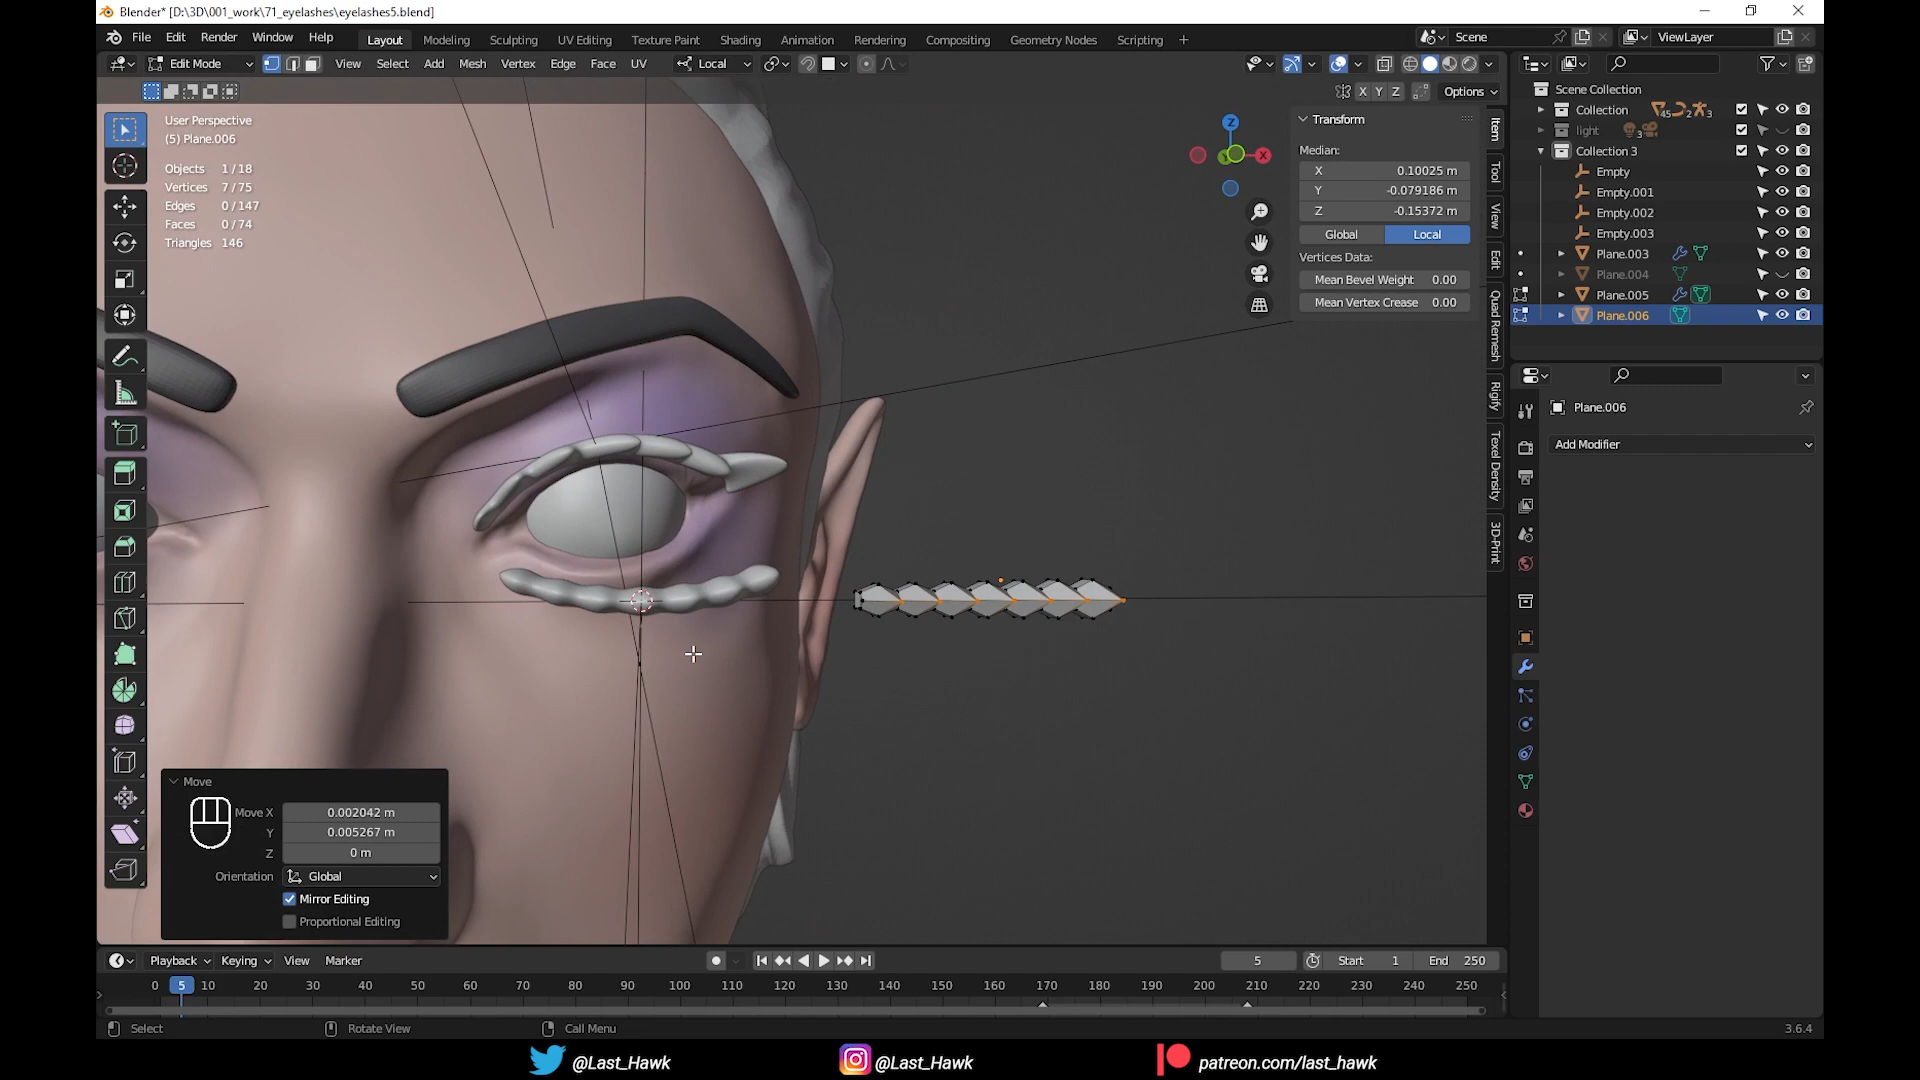 Blender* [D:\3D\001_work\71_eyelashes\eyelashes5.blend]
File Edit Render Window Help Layout Modeling Sculpting UV Editing Texture Paint Shading Animation Rendering Compositing Geometry Nodes Scripting + Scene ViewLayer
Edit Mode View Select Add Mesh Vertex Edge Face UV Local
X Y Z Options
User Perspective
(5) Plane.006
Objects 1/18
Vertices 7/75
Edges 0/147
Faces 0/74
Triangles 146
Z
X
Y
Transform
Median:
X 0.10025 m
Y -0.079186 m
Z -0.15372 m
Global Local
Vertices Data:
Mean Bevel Weight 0.00
Mean Vertex Crease 0.00
Item
Tool
View
Edit
Quad Remesh
Rigify
Texel Density
3D-Print
Scene Collection
Collection 45 2 3
light 3
Collection 3
Empty
Empty.001
Empty.002
Empty.003
Plane.003
Plane.004
Plane.005
Plane.006
Plane.006
Add Modifier
Move
Move X 0.002042 m
Y 0.005267 m
Z 0 m
Orientation Global
Mirror Editing
Proportional Editing
Playback Keying View Marker 5 Start 1 End 250
0 5 10 20 30 40 50 60 70 80 90 100 110 120 130 140 150 160 170 180 190 200 210 220 230 240 250
Select Rotate View Call Menu 3.6.4
@Last_Hawk @Last_Hawk patreon.com/last_hawk